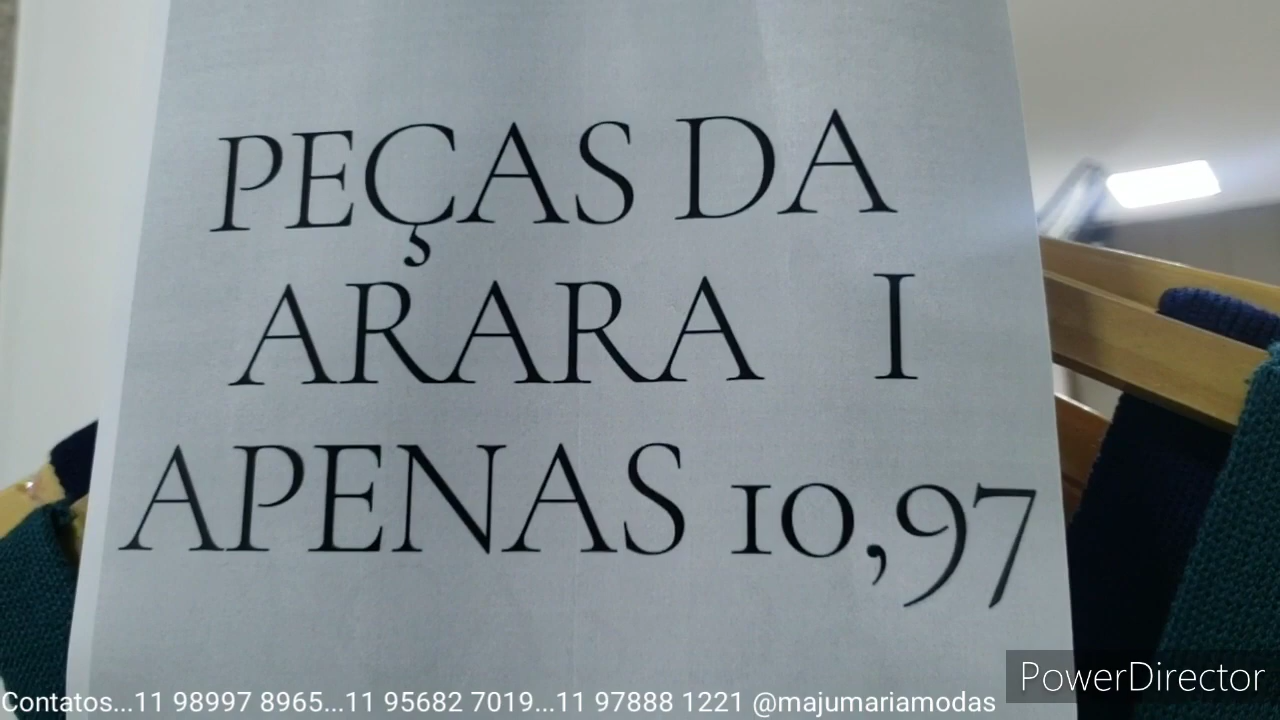 PEÇAS DA
ARARA I
APENAS 10,97
Contatos...11 98997 8965...11 95682 7019...11 97888 1221 @majumariamodas
PowerDirector